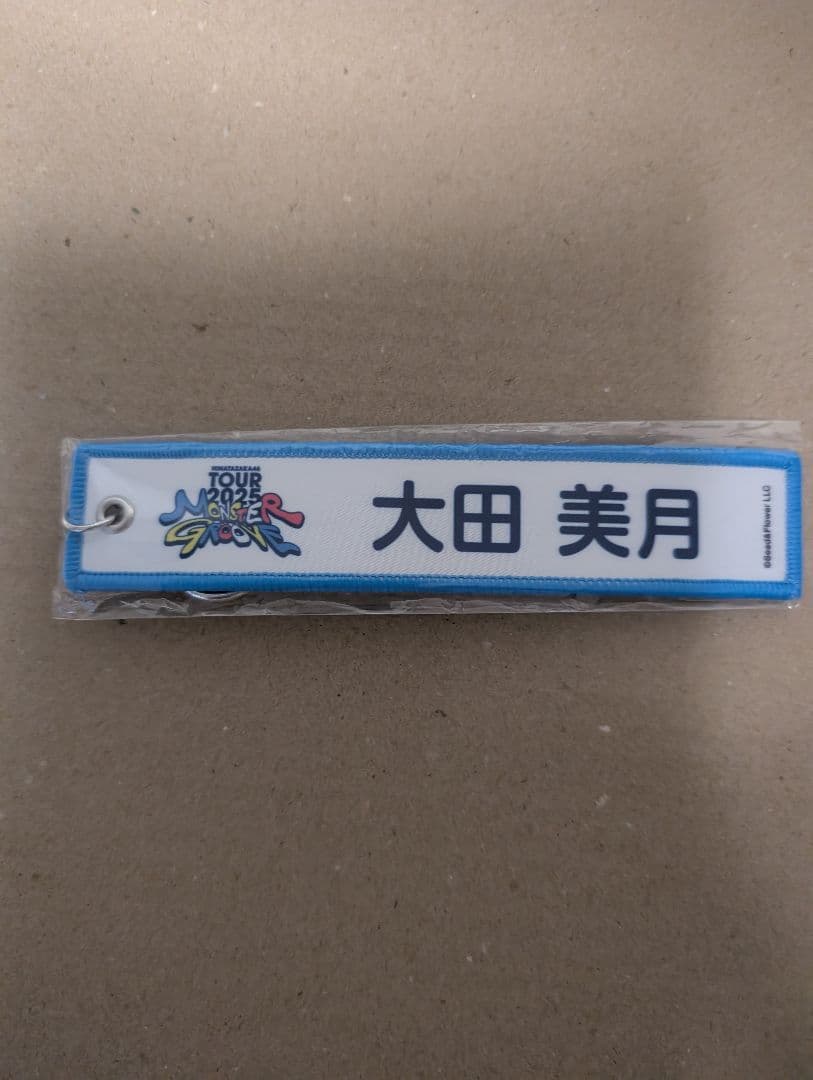 HINATAZAKA46
TOUR
2025
MONSTER
GROOVE
大田 美月
©Seed&Flower LLC